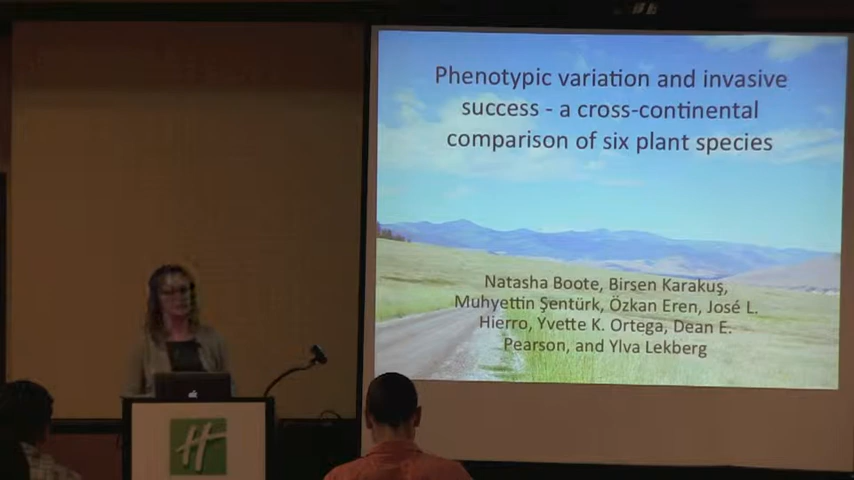 Phenotypic variation and invasive
success - a cross-continental
comparison of six plant species
Natasha Boote, Birsen Karakuş,
Muhyettin Şentürk, Özkan Eren, José L.
Hierro, Yvette K. Ortega, Dean E.
Pearson, and Ylva Lekberg
H